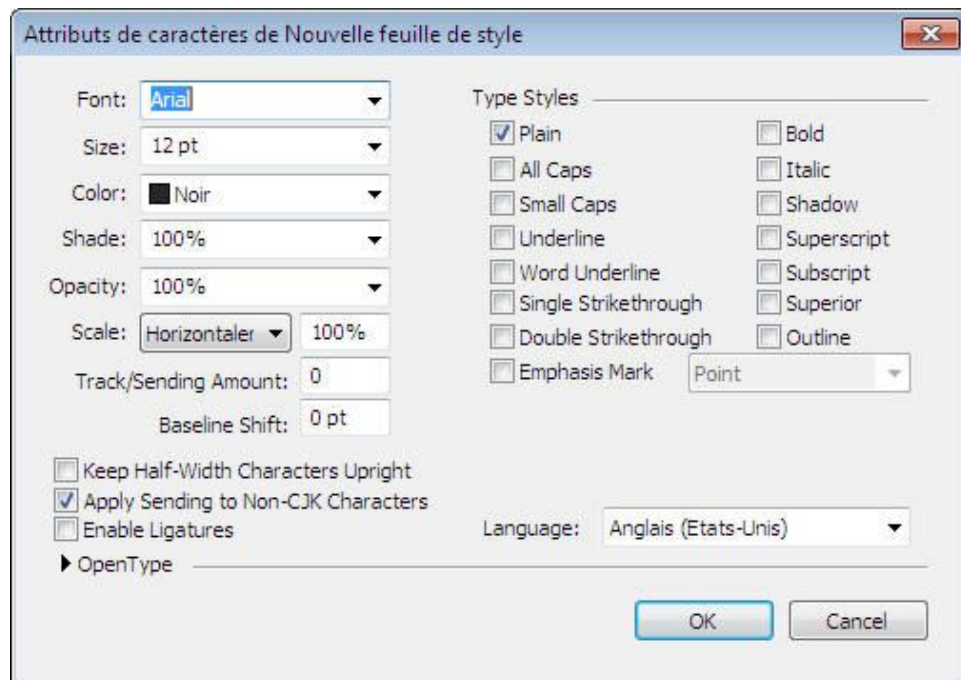 Attributs de caractères de Nouvelle feuille de style
Font: Arial
Size: 12 pt
Color: Noir
Shade: 100%
Opacity: 100%
Scale: Horizontaler 100%
Track/Sending Amount: 0
Baseline Shift: 0 pt
Type Styles
Plain Bold
All Caps Italic
Small Caps Shadow
Underline Superscript
Word Underline Subscript
Single Strikethrough Superior
Double Strikethrough Outline
Emphasis Mark Point
Keep Half-Width Characters Upright
Apply Sending to Non-CJK Characters
Enable Ligatures
Language: Anglais (Etats-Unis)
OpenType
OK Cancel